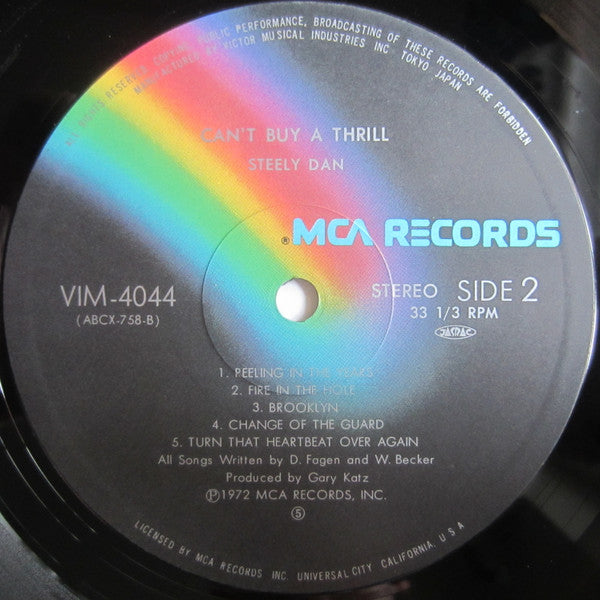 ALL RIGHTS RESERVED. COPYING, PUBLIC PERFORMANCE, BROADCASTING OF THESE RECORDS ARE FORBIDDEN
MANUFACTURED BY VICTOR MUSICAL INDUSTRIES INC TOKYO JAPAN
CAN'T BUY A THRILL
STEELY DAN
® MCA RECORDS
VIM-4044
(ABCX-758-B)
STEREO SIDE 2
33 1/3 RPM
JASRAC
1. PEELING IN THE YEARS
2. FIRE IN THE HOLE
3. BROOKLYN
4. CHANGE OF THE GUARD
5. TURN THAT HEARTBEAT OVER AGAIN
All Songs Written by D. Fagen and W. Becker
Produced by Gary Katz
Ⓟ1972 MCA RECORDS, INC.
⑤
LICENSED BY MCA RECORDS INC. UNIVERSAL CITY, CALIFORNIA, U.S.A